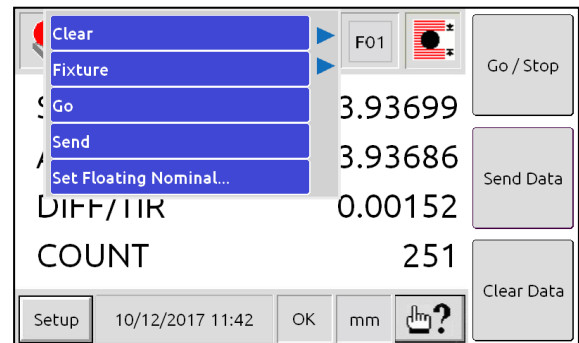 Clear
Fixture
Go
Send
Set Floating Nominal...
F01
3.93699
3.93686
DIFF/TIR 0.00152
COUNT 251
Go / Stop
Send Data
Clear Data
Setup 10/12/2017 11:42 OK mm ?